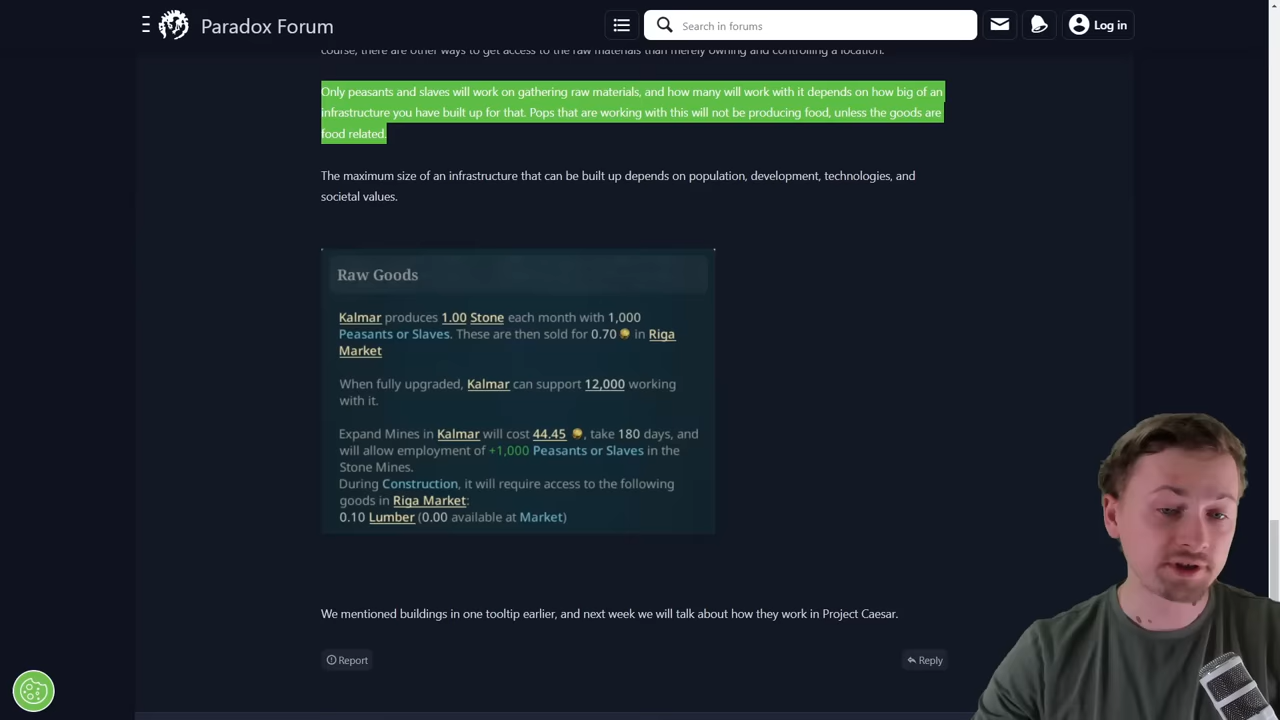 Paradox Forum
Search in forums
Log in
course, there are other ways to get access to the raw materials than merely owning and controlling a location.
Only peasants and slaves will work on gathering raw materials, and how many will work with it depends on how big of an
infrastructure you have built up for that. Pops that are working with this will not be producing food, unless the goods are
food related.
The maximum size of an infrastructure that can be built up depends on population, development, technologies, and
societal values.
Raw Goods
Kalmar produces 1.00 Stone each month with 1,000
Peasants or Slaves. These are then sold for 0.70 in Riga
Market
When fully upgraded, Kalmar can support 12,000 working
with it.
Expand Mines in Kalmar will cost 44.45 , take 180 days, and
will allow employment of +1,000 Peasants or Slaves in the
Stone Mines.
During Construction, it will require access to the following
goods in Riga Market:
0.10 Lumber (0.00 available at Market)
We mentioned buildings in one tooltip earlier, and next week we will talk about how they work in Project Caesar.
Report
Reply